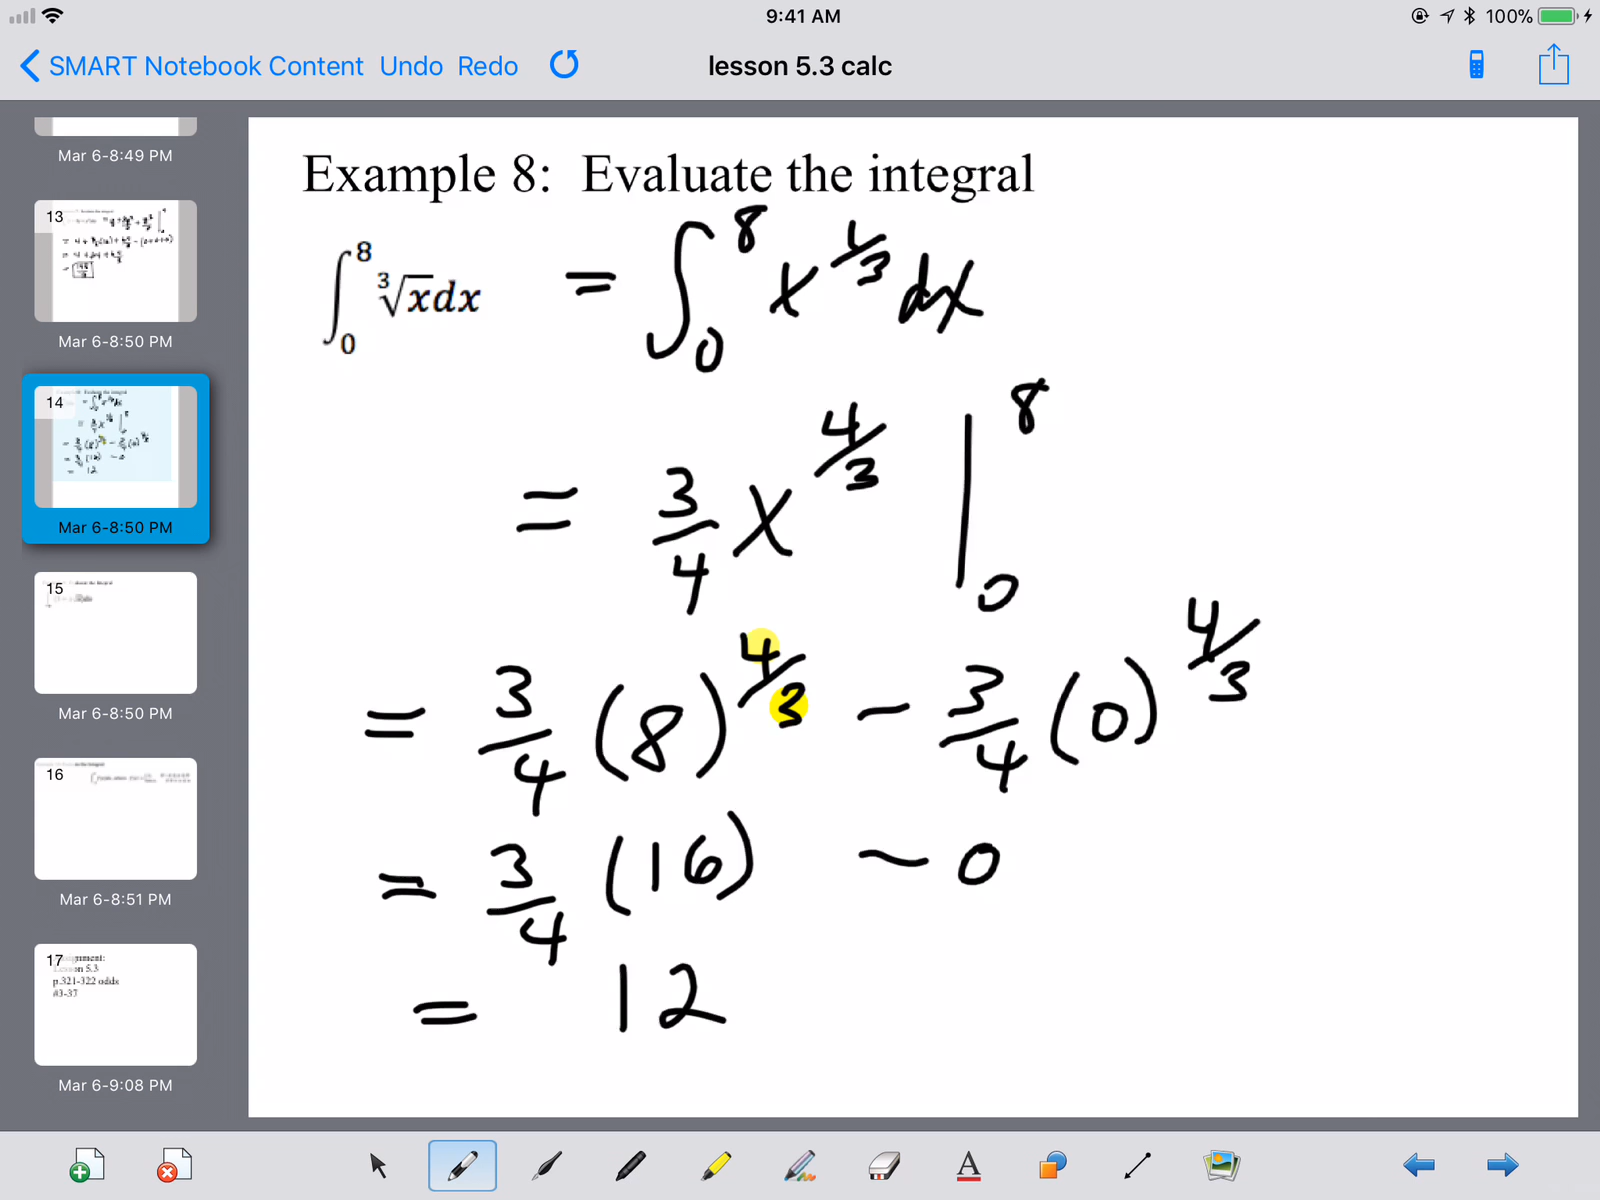 9:41 AM
100%
SMART Notebook Content Undo Redo
lesson 5.3 calc
Mar 6-8:49 PM
13
Mar 6-8:50 PM
14
Mar 6-8:50 PM
15
Mar 6-8:50 PM
16
Mar 6-8:51 PM
17
Lesson 5.3
p.321-322 odds
#3-37
Mar 6-9:08 PM
Example 8: Evaluate the integral
∫₀⁸ ∛x dx = ∫₀⁸ x^(1/3) dx
= 3/4 x^(4/3) |₀⁸
= 3/4 (8)^(4/3) - 3/4 (0)^(4/3)
= 3/4 (16) - 0
= 12
A